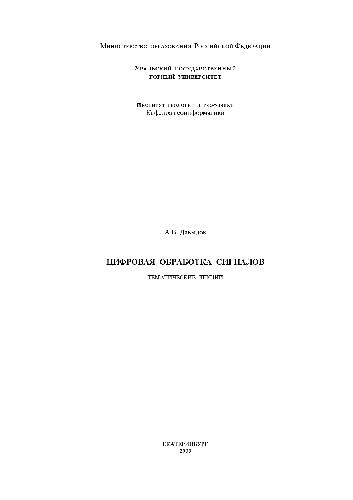 Министерство образования Российской Федерации
Уральский государственный
горный университет
Институт геологии и геофизики
Кафедра геоинформатики
А.В. Давыдов
ЦИФРОВАЯ ОБРАБОТКА СИГНАЛОВ
ТЕМАТИЧЕСКИЕ ЛЕКЦИИ
ЕКАТЕРИНБУРГ